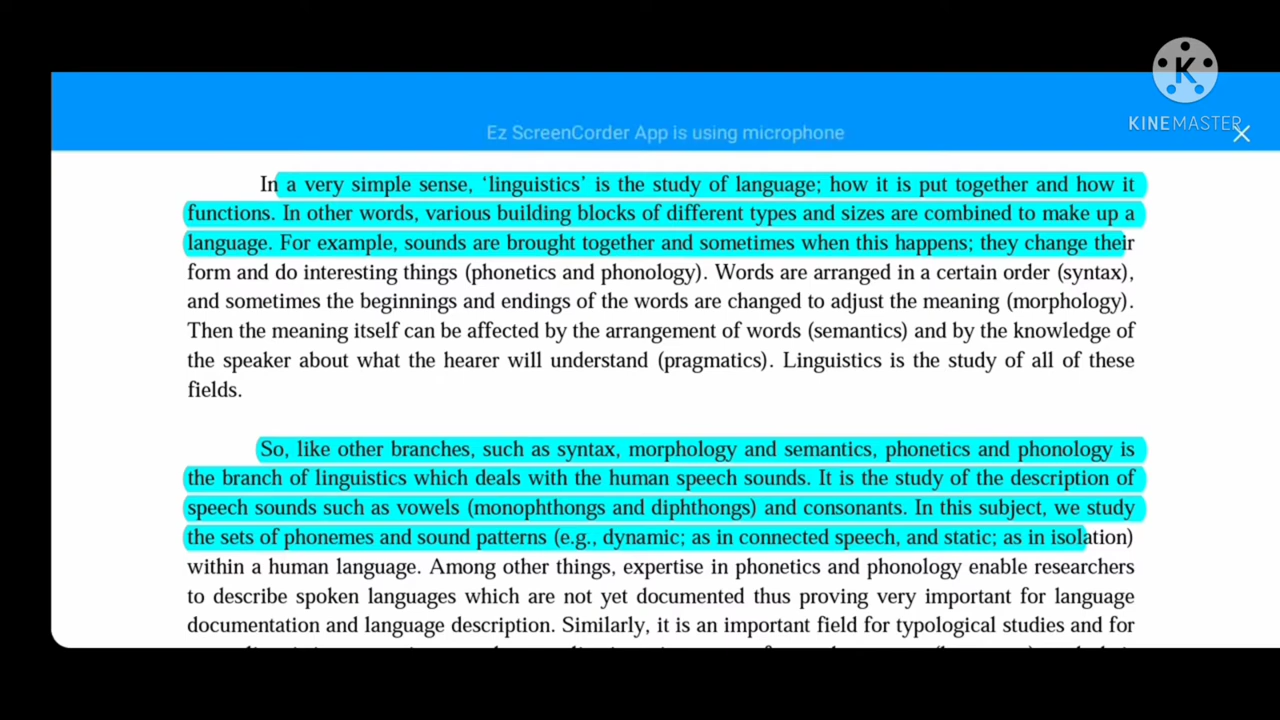 K
KINEMASTER
Ez ScreenCorder App is using microphone
In a very simple sense, ‘linguistics’ is the study of language; how it is put together and how it
functions. In other words, various building blocks of different types and sizes are combined to make up a
language. For example, sounds are brought together and sometimes when this happens; they change their
form and do interesting things (phonetics and phonology). Words are arranged in a certain order (syntax),
and sometimes the beginnings and endings of the words are changed to adjust the meaning (morphology).
Then the meaning itself can be affected by the arrangement of words (semantics) and by the knowledge of
the speaker about what the hearer will understand (pragmatics). Linguistics is the study of all of these
fields.
So, like other branches, such as syntax, morphology and semantics, phonetics and phonology is
the branch of linguistics which deals with the human speech sounds. It is the study of the description of
speech sounds such as vowels (monophthongs and diphthongs) and consonants. In this subject, we study
the sets of phonemes and sound patterns (e.g., dynamic; as in connected speech, and static; as in isolation)
within a human language. Among other things, expertise in phonetics and phonology enable researchers
to describe spoken languages which are not yet documented thus proving very important for language
documentation and language description. Similarly, it is an important field for typological studies and for